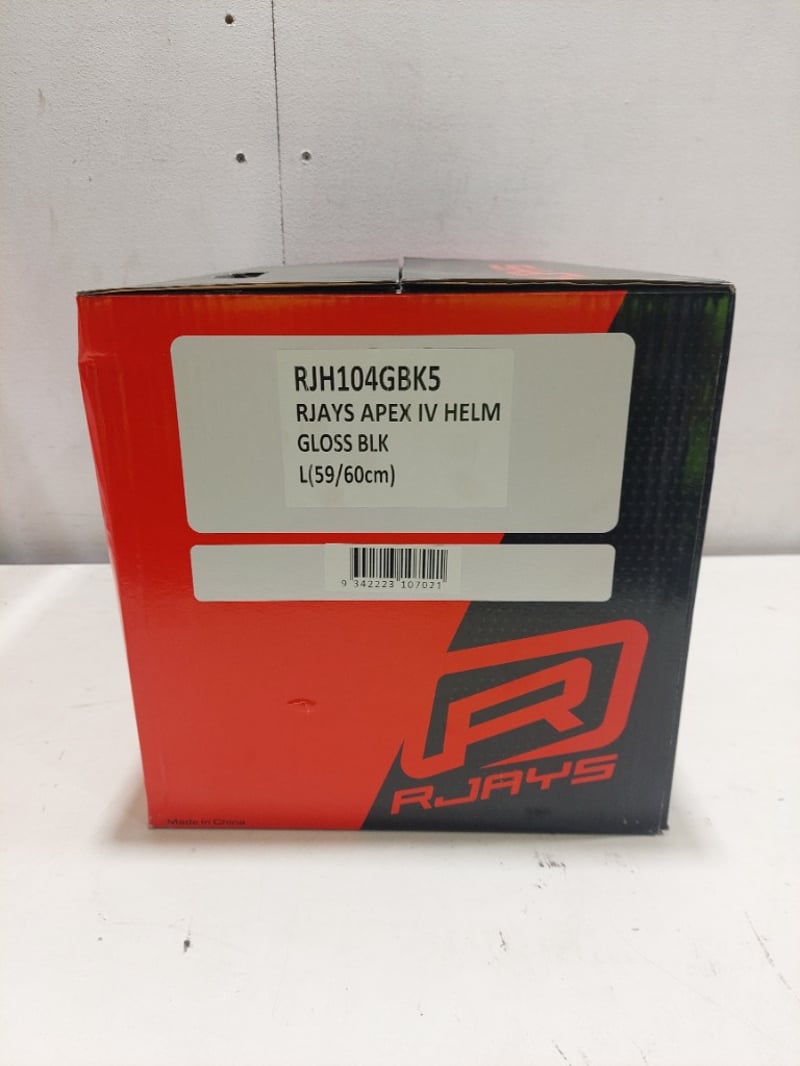 RJH104GBK5
RJAYS APEX IV HELM
GLOSS BLK
L(59/60cm)
9 342223 107021
R
RJAYS
Made in China